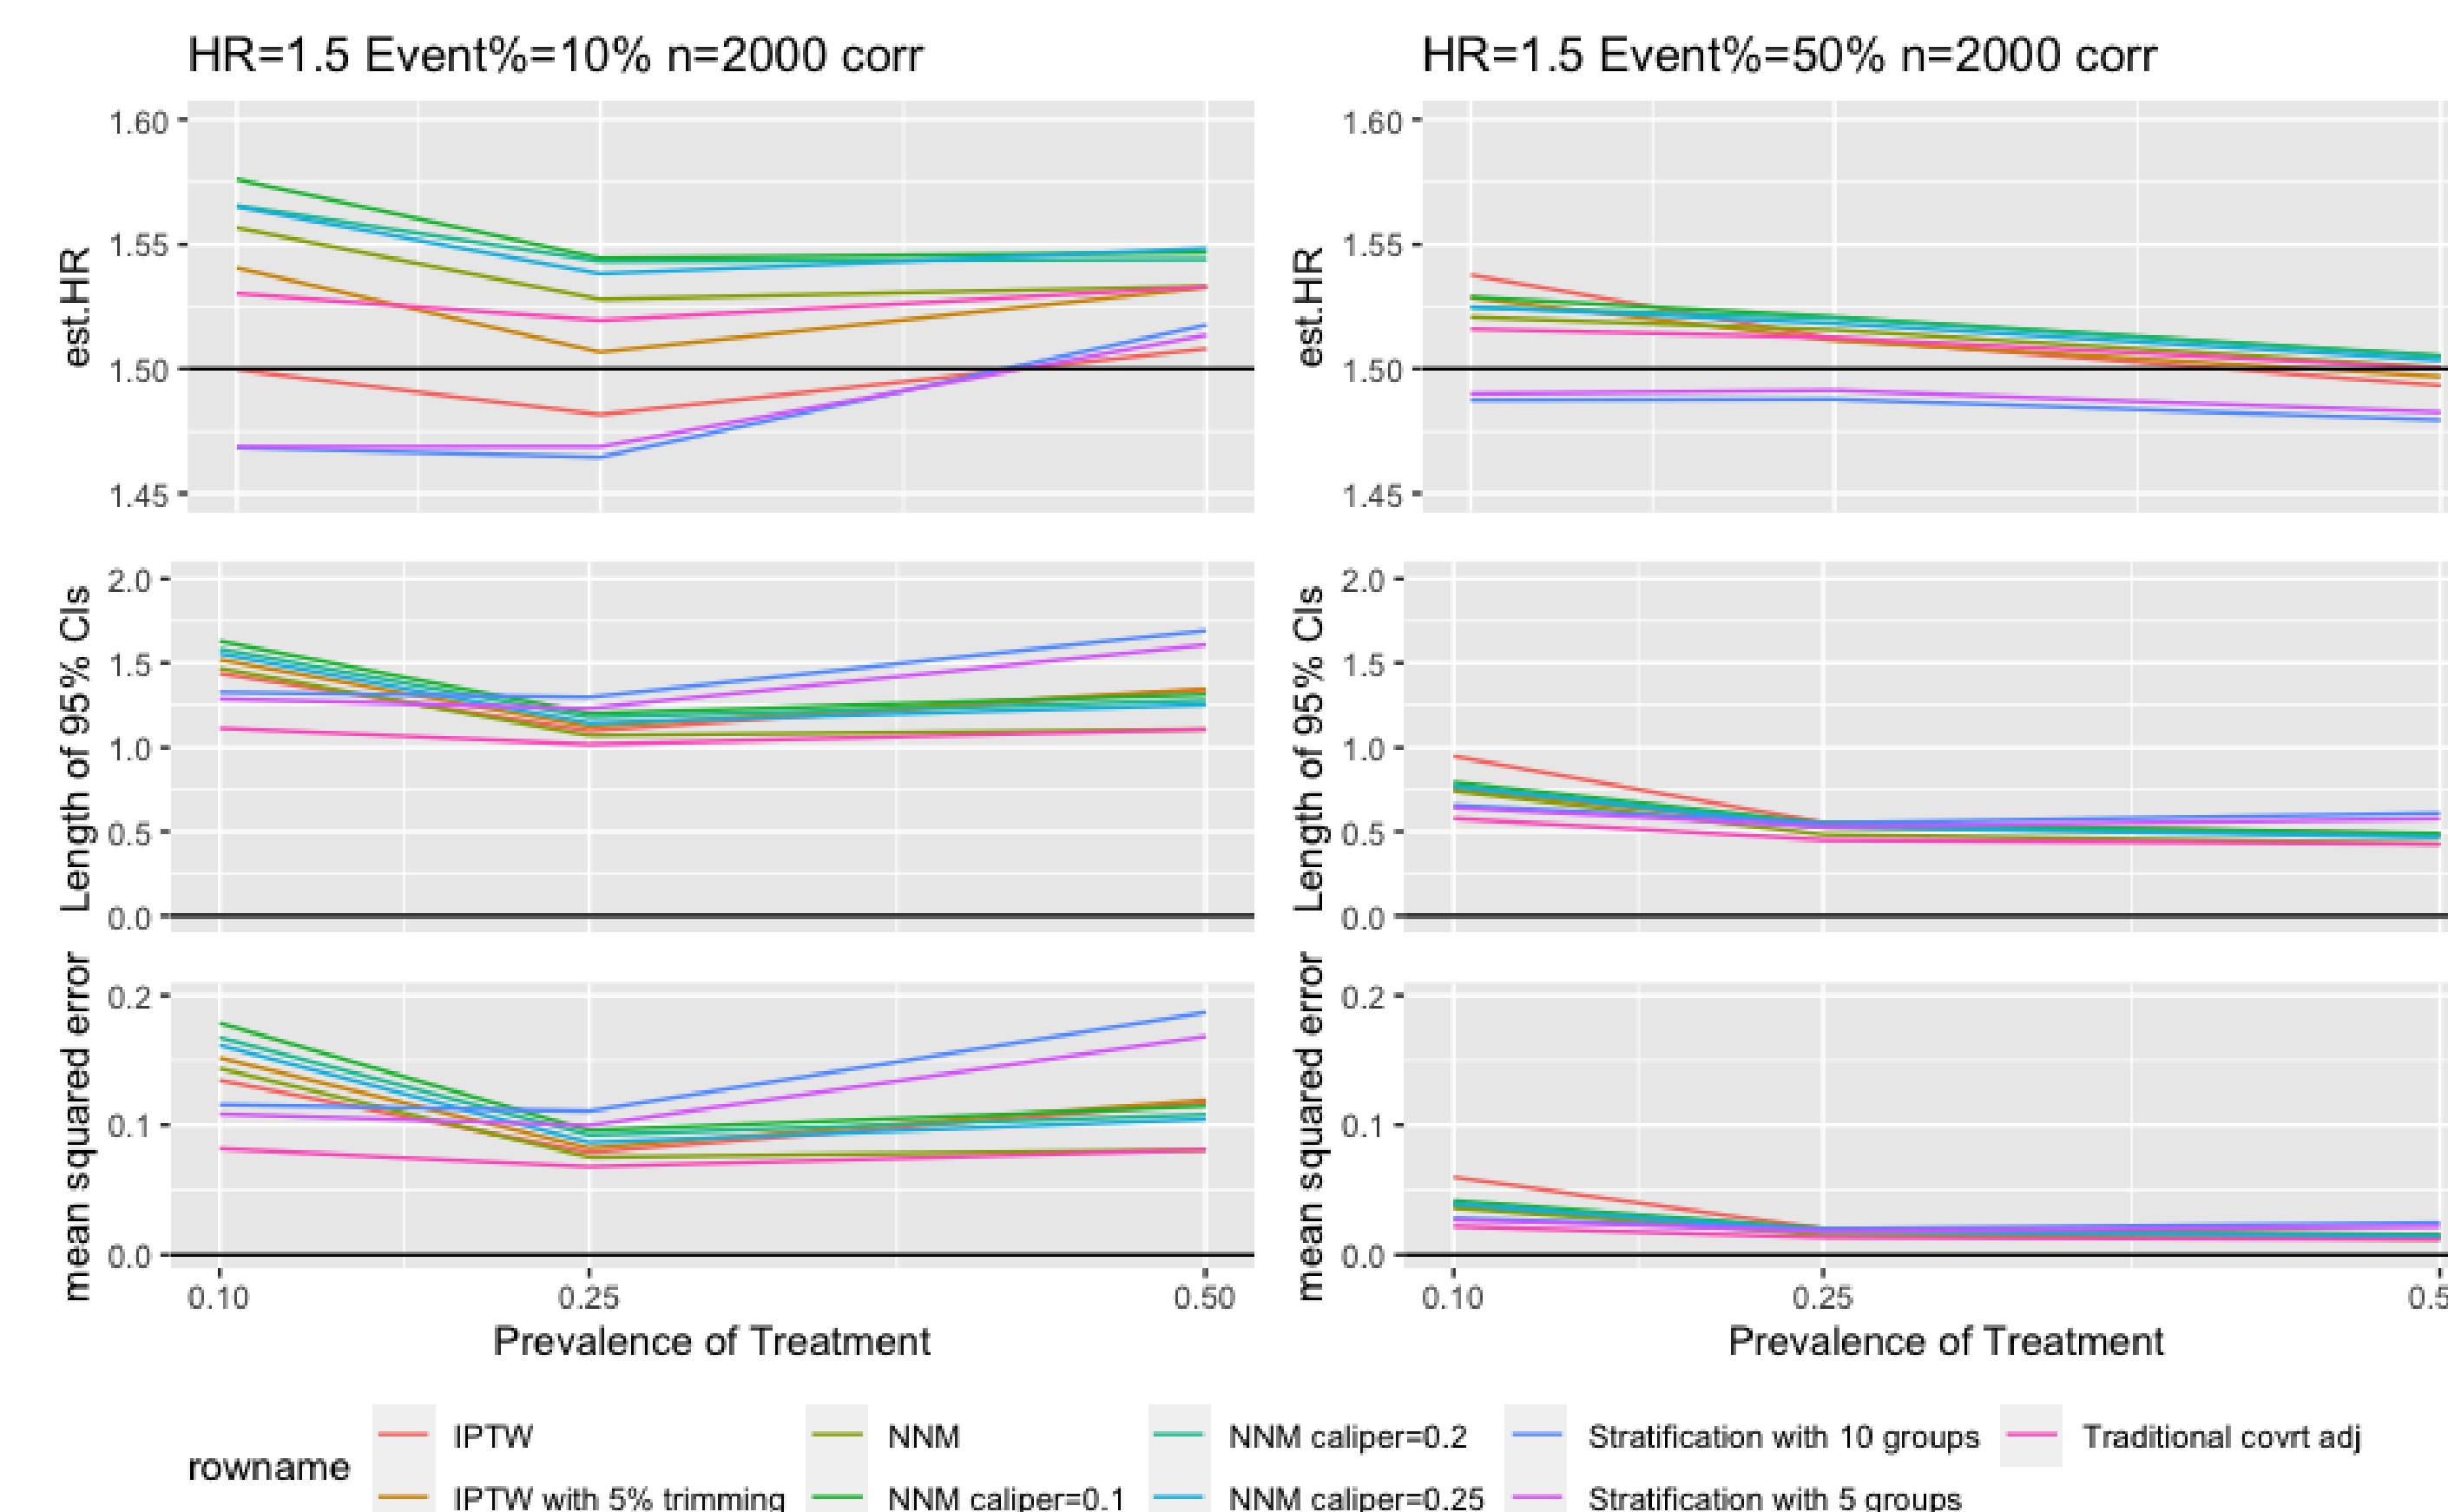 HR=1.5 Event%=10% n=2000 corr
HR=1.5 Event%=50% n=2000 corr
est.HR
1.60
1.55
1.50
1.45
est.HR
1.60
1.55
1.50
1.45
Length of 95% CIs
2.0
1.5
1.0
0.5
0.0
Length of 95% CIs
2.0
1.5
1.0
0.5
0.0
mean squared error
0.2
0.1
0.0
mean squared error
0.2
0.1
0.0
0.10 0.25 0.50
0.10 0.25 0.5
Prevalence of Treatment
Prevalence of Treatment
rowname
IPTW NNM NNM caliper=0.2 Stratification with 10 groups Traditional covrt adj
IPTW with 5% trimming NNM caliper=0.1 NNM caliper=0.25 Stratification with 5 groups